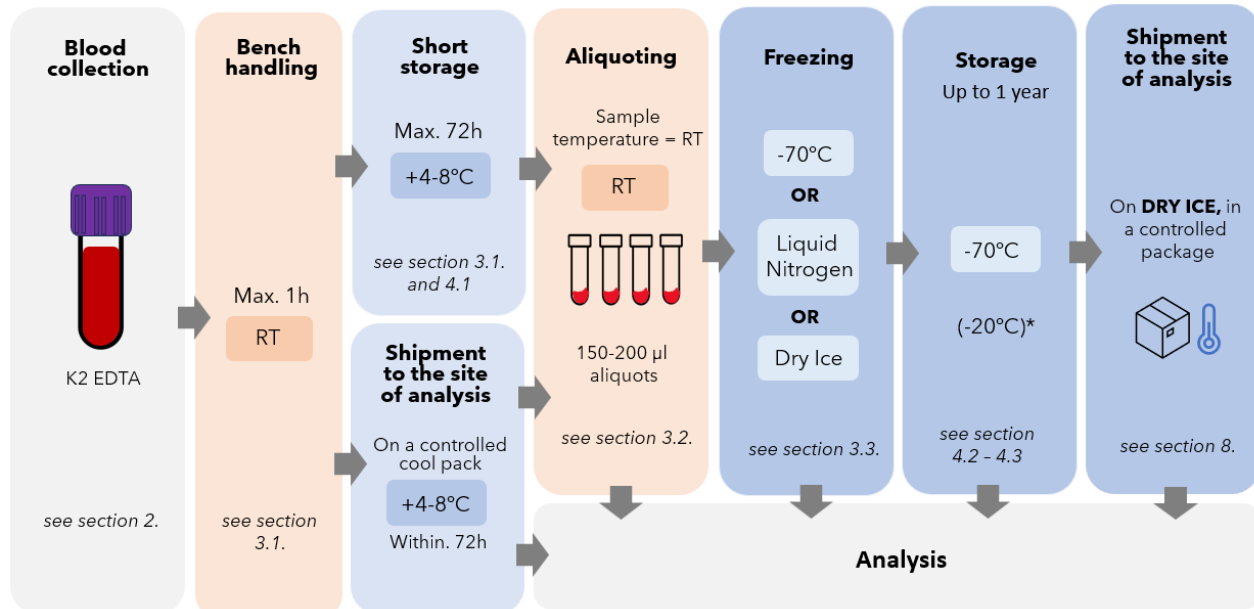 Blood
collection
K2 EDTA
see section 2.
Bench
handling
Max. 1h
RT
see section
3.1.
Short
storage
Max. 72h
+4-8°C
see section 3.1.
and 4.1
Shipment
to the site
of analysis
On a controlled
cool pack
+4-8°C
Within. 72h
Aliquoting
Sample
temperature = RT
RT
150-200 µl
aliquots
see section 3.2.
Freezing
-70°C
OR
Liquid
Nitrogen
OR
Dry Ice
see section 3.3.
Storage
Up to 1 year
-70°C
(-20°C)*
see section
4.2 – 4.3
Shipment
to the site
of analysis
On DRY ICE, in
a controlled
package
see section 8.
Analysis